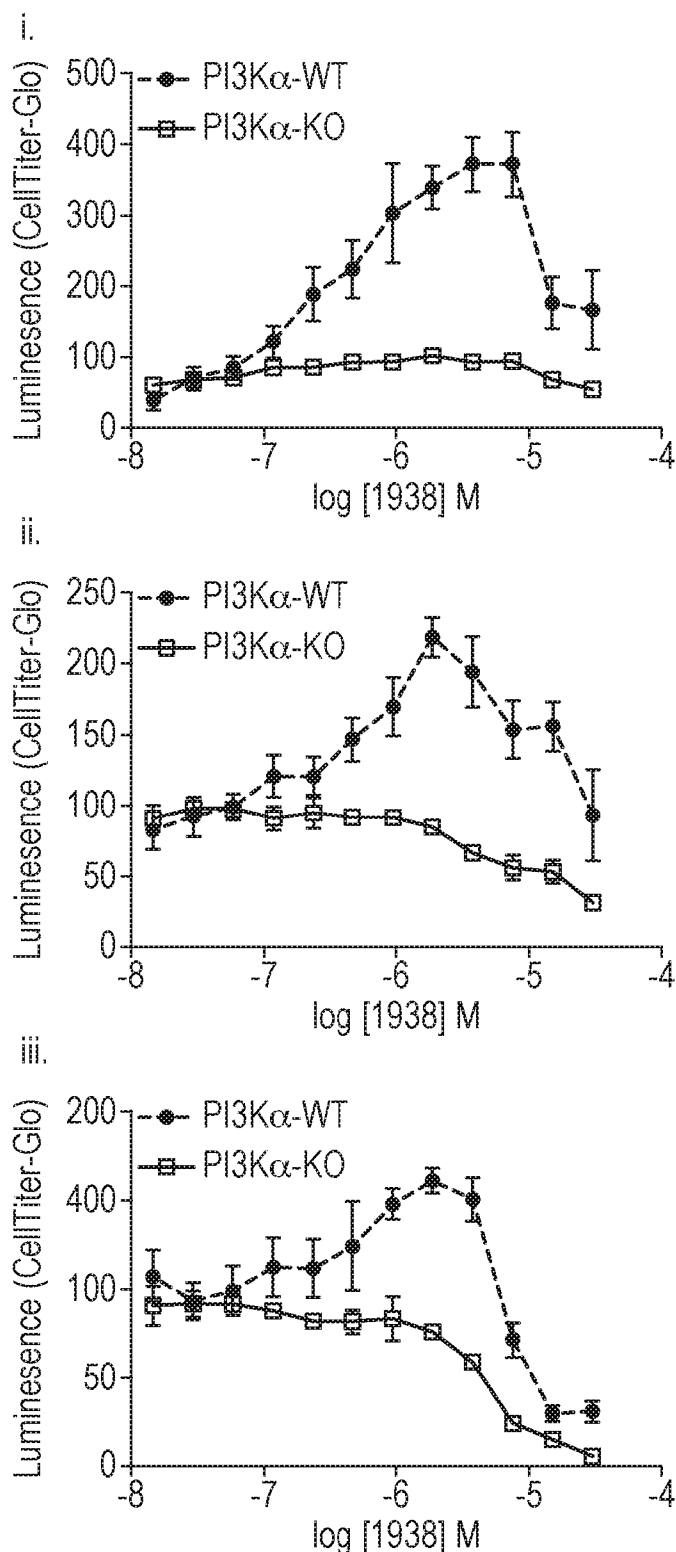 i.
Luminesence (CellTiter-Glo)
500
400
300
200
100
0
PI3Kα-WT
PI3Kα-KO
-8 -7 -6 -5 -4
log [1938] M
ii.
Luminesence (CellTiter-Glo)
250
200
150
100
50
0
PI3Kα-WT
PI3Kα-KO
-8 -7 -6 -5 -4
log [1938] M
iii.
Luminesence (CellTiter-Glo)
200
400
100
50
0
PI3Kα-WT
PI3Kα-KO
-8 -7 -6 -5 -4
log [1938] M